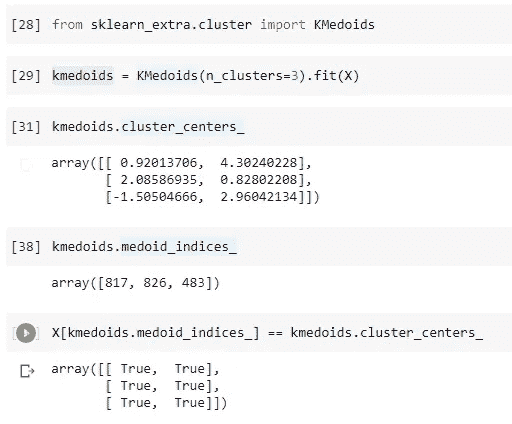 [28] from sklearn_extra.cluster import KMedoids
[29] kmedoids = KMedoids(n_clusters=3).fit(X)
[31] kmedoids.cluster_centers_
array([[ 0.92013706,  4.30240228],
       [ 2.08586935,  0.82802208],
       [-1.50504666,  2.96042134]])
[38] kmedoids.medoid_indices_
array([817, 826, 483])
X[kmedoids.medoid_indices_] == kmedoids.cluster_centers_
array([[ True,  True],
       [ True,  True],
       [ True,  True]])